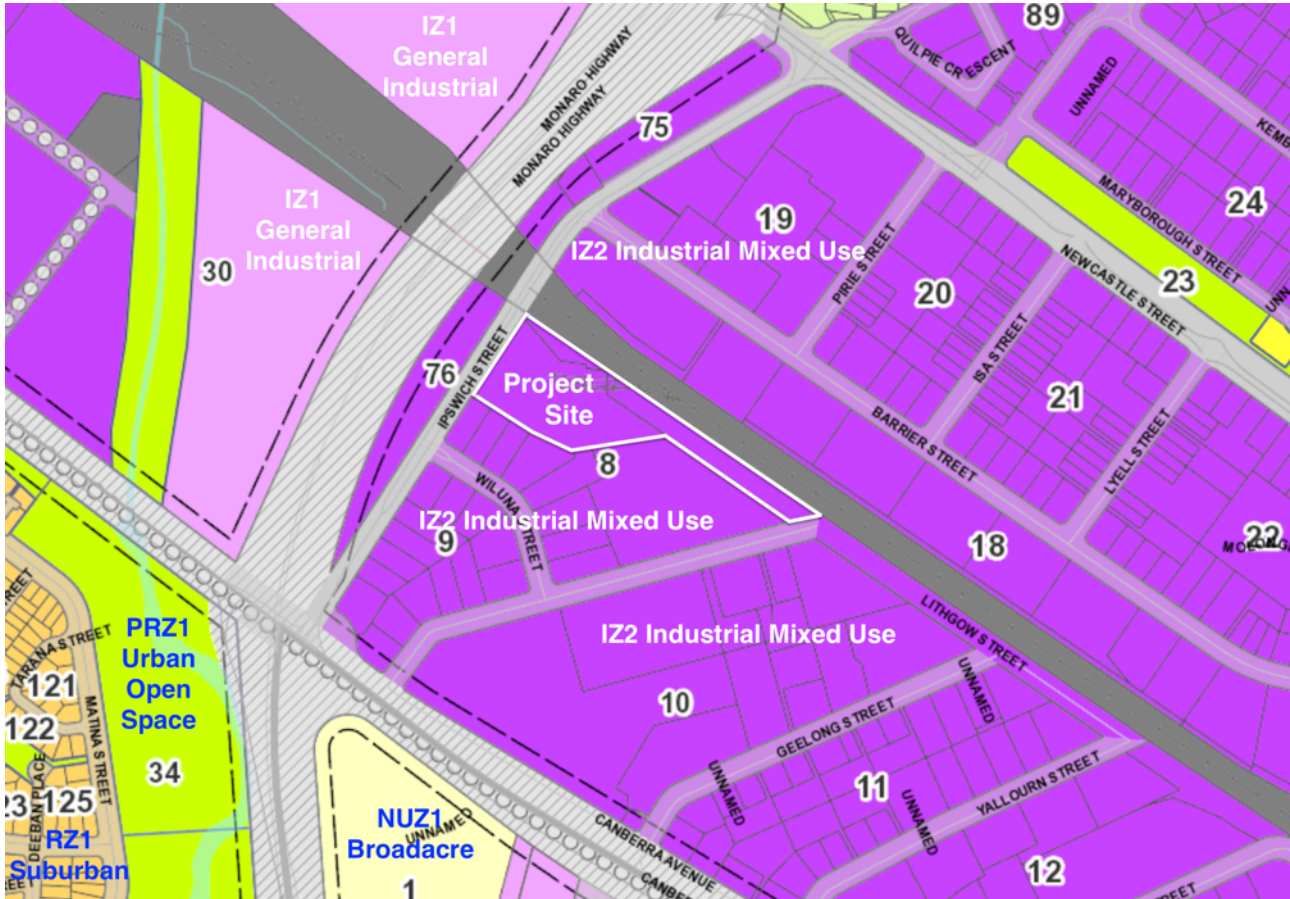 IZ1
General
Industrial
MONARO HIGHWAY
MONARO HIGHWAY
QUILPIE CRESCENT
89
UNNAMED
KEMB
75
19
24
IZ1
General
Industrial
30
IZ2 Industrial Mixed Use
PIRIE STREET
MARYBOROUGH STREET
NEWCASTLE STREET
23
UNN
20
ISA STREET
76
IPSWICH STREET
Project
Site
21
BARRIER STREET
LYELL STREET
8
WILUNA STREET
IZ2 Industrial Mixed Use
9
18
22
LITHGOW STREET
IZ2 Industrial Mixed Use
STREET
PRZ1
Urban
Open
Space
TARANA STREET
121
122
MATINA STREET
34
10
UNNAMED
GEELONG STREET
UNNAMED
11
YALLOURN STREET
UNNAMED
23
125
DEEBAN PLACE
RZ1
Suburban
NUZ1
Broadacre
UNNAMED
1
CANBERRA AVENUE
CANBE
12
STREET